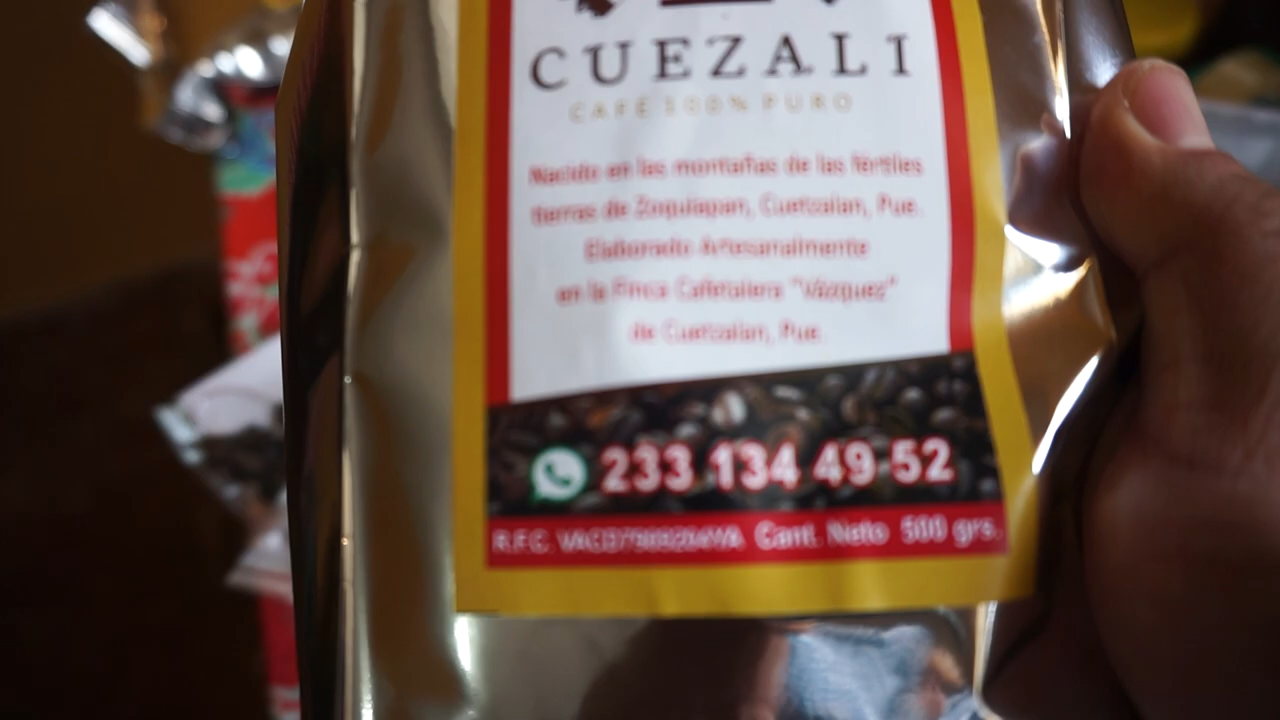 CUEZALI
CAFÉ 100% PURO
Nacido en las montañas de las fértiles
tierras de Zoquiapan, Cuetzalan, Pue.
Elaborado Artesanalmente
en la Finca Cafetalera "Vázquez"
de Cuetzalan, Pue.
233 134 49 52
R.F.C. Cant. Neto 500 grs.